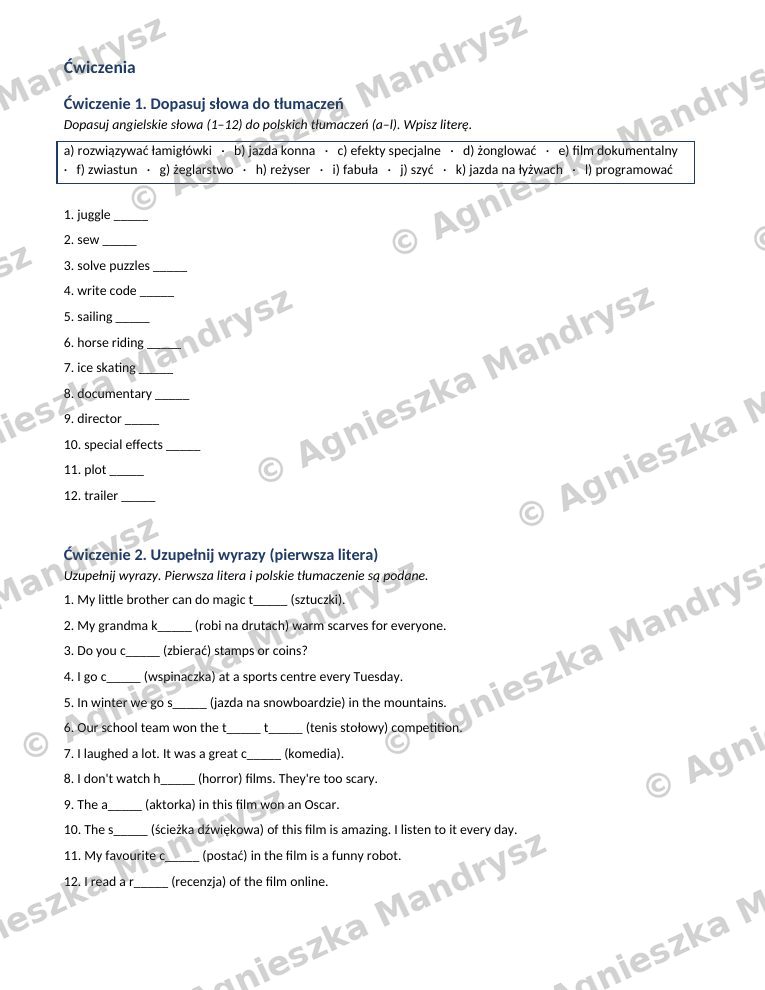 Ćwiczenia
Ćwiczenie 1. Dopasuj słowa do tłumaczeń
Dopasuj angielskie słowa (1–12) do polskich tłumaczeń (a–l). Wpisz literę.
a) rozwiązywać łamigłówki · b) jazda konna · c) efekty specjalne · d) żonglować · e) film dokumentalny
· f) zwiastun · g) żeglarstwo · h) reżyser · i) fabuła · j) szyć · k) jazda na łyżwach · l) programować
1. juggle _____
2. sew _____
3. solve puzzles _____
4. write code _____
5. sailing _____
6. horse riding _____
7. ice skating _____
8. documentary _____
9. director _____
10. special effects _____
11. plot _____
12. trailer _____
Ćwiczenie 2. Uzupełnij wyrazy (pierwsza litera)
Uzupełnij wyrazy. Pierwsza litera i polskie tłumaczenie są podane.
1. My little brother can do magic t_____ (sztuczki).
2. My grandma k_____ (robi na drutach) warm scarves for everyone.
3. Do you c_____ (zbierać) stamps or coins?
4. I go c_____ (wspinaczka) at a sports centre every Tuesday.
5. In winter we go s_____ (jazda na snowboardzie) in the mountains.
6. Our school team won the t_____ t_____ (tenis stołowy) competition.
7. I laughed a lot. It was a great c_____ (komedia).
8. I don't watch h_____ (horror) films. They're too scary.
9. The a_____ (aktorka) in this film won an Oscar.
10. The s_____ (ścieżka dźwiękowa) of this film is amazing. I listen to it every day.
11. My favourite c_____ (postać) in the film is a funny robot.
12. I read a r_____ (recenzja) of the film online.
© Agnieszka Mandrysz